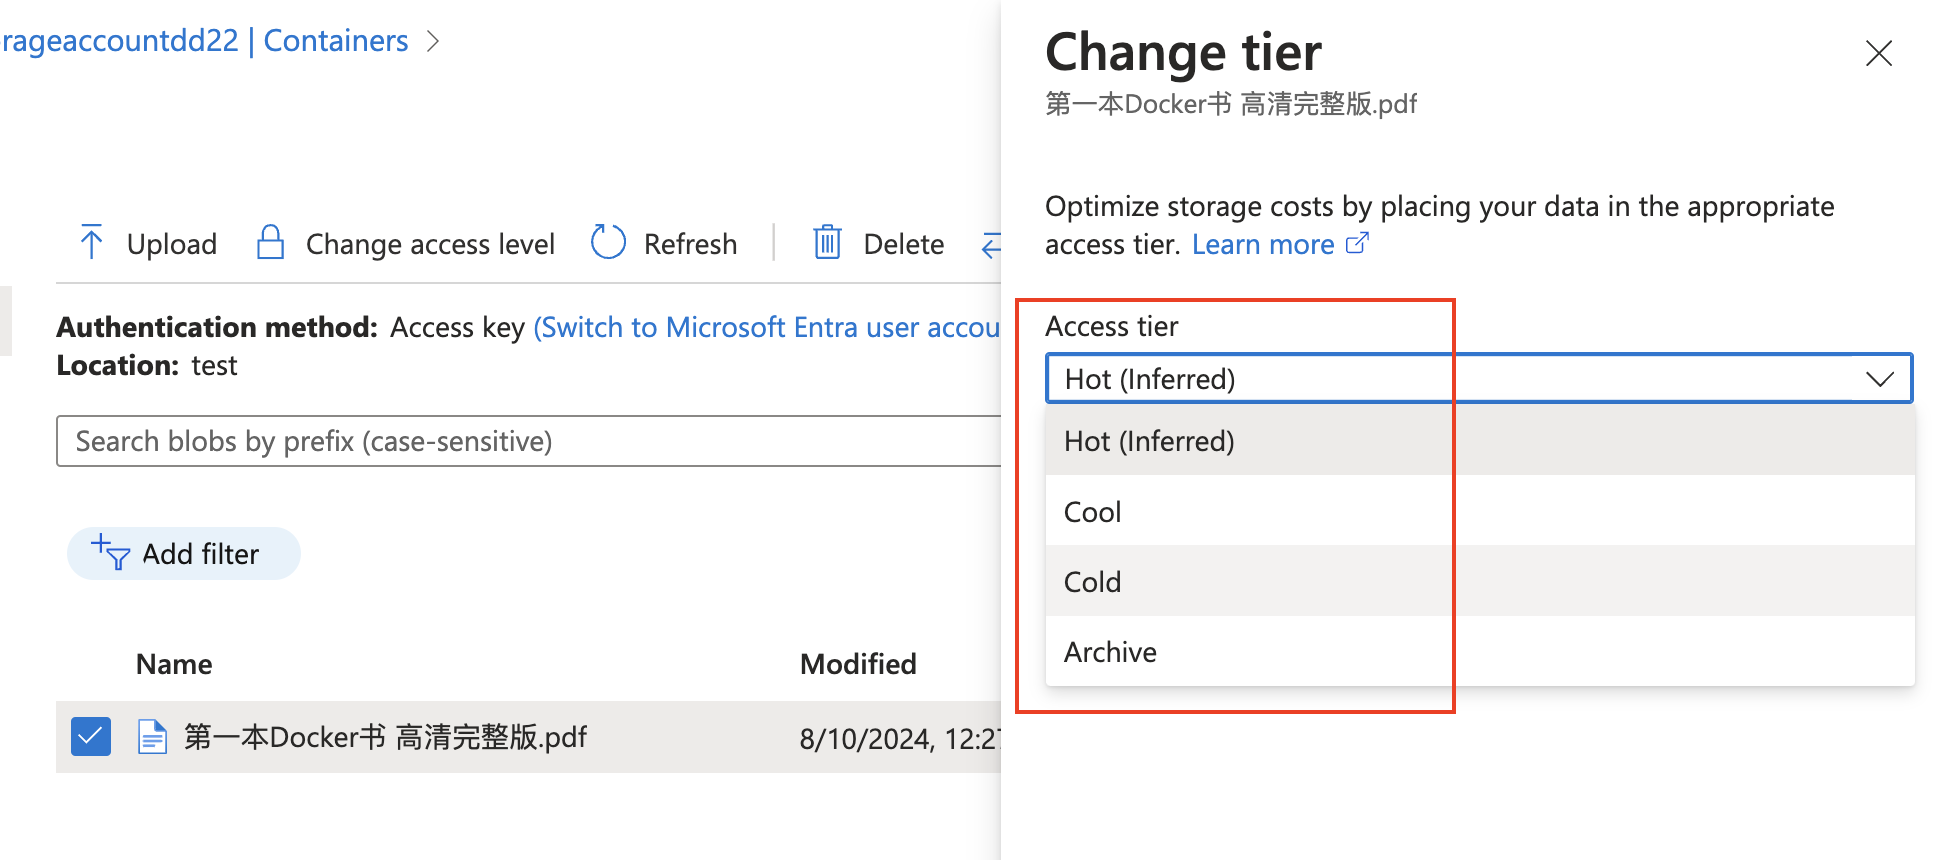 rageaccountdd22 | Containers >
Upload Change access level Refresh Delete
Authentication method: Access key (Switch to Microsoft Entra user accou
Location: test
Search blobs by prefix (case-sensitive)
Add filter
Name Modified
第一本Docker书 高清完整版.pdf 8/10/2024, 12:27
Change tier
第一本Docker书 高清完整版.pdf
Optimize storage costs by placing your data in the appropriate
access tier. Learn more
Access tier
Hot (Inferred)
Hot (Inferred)
Cool
Cold
Archive